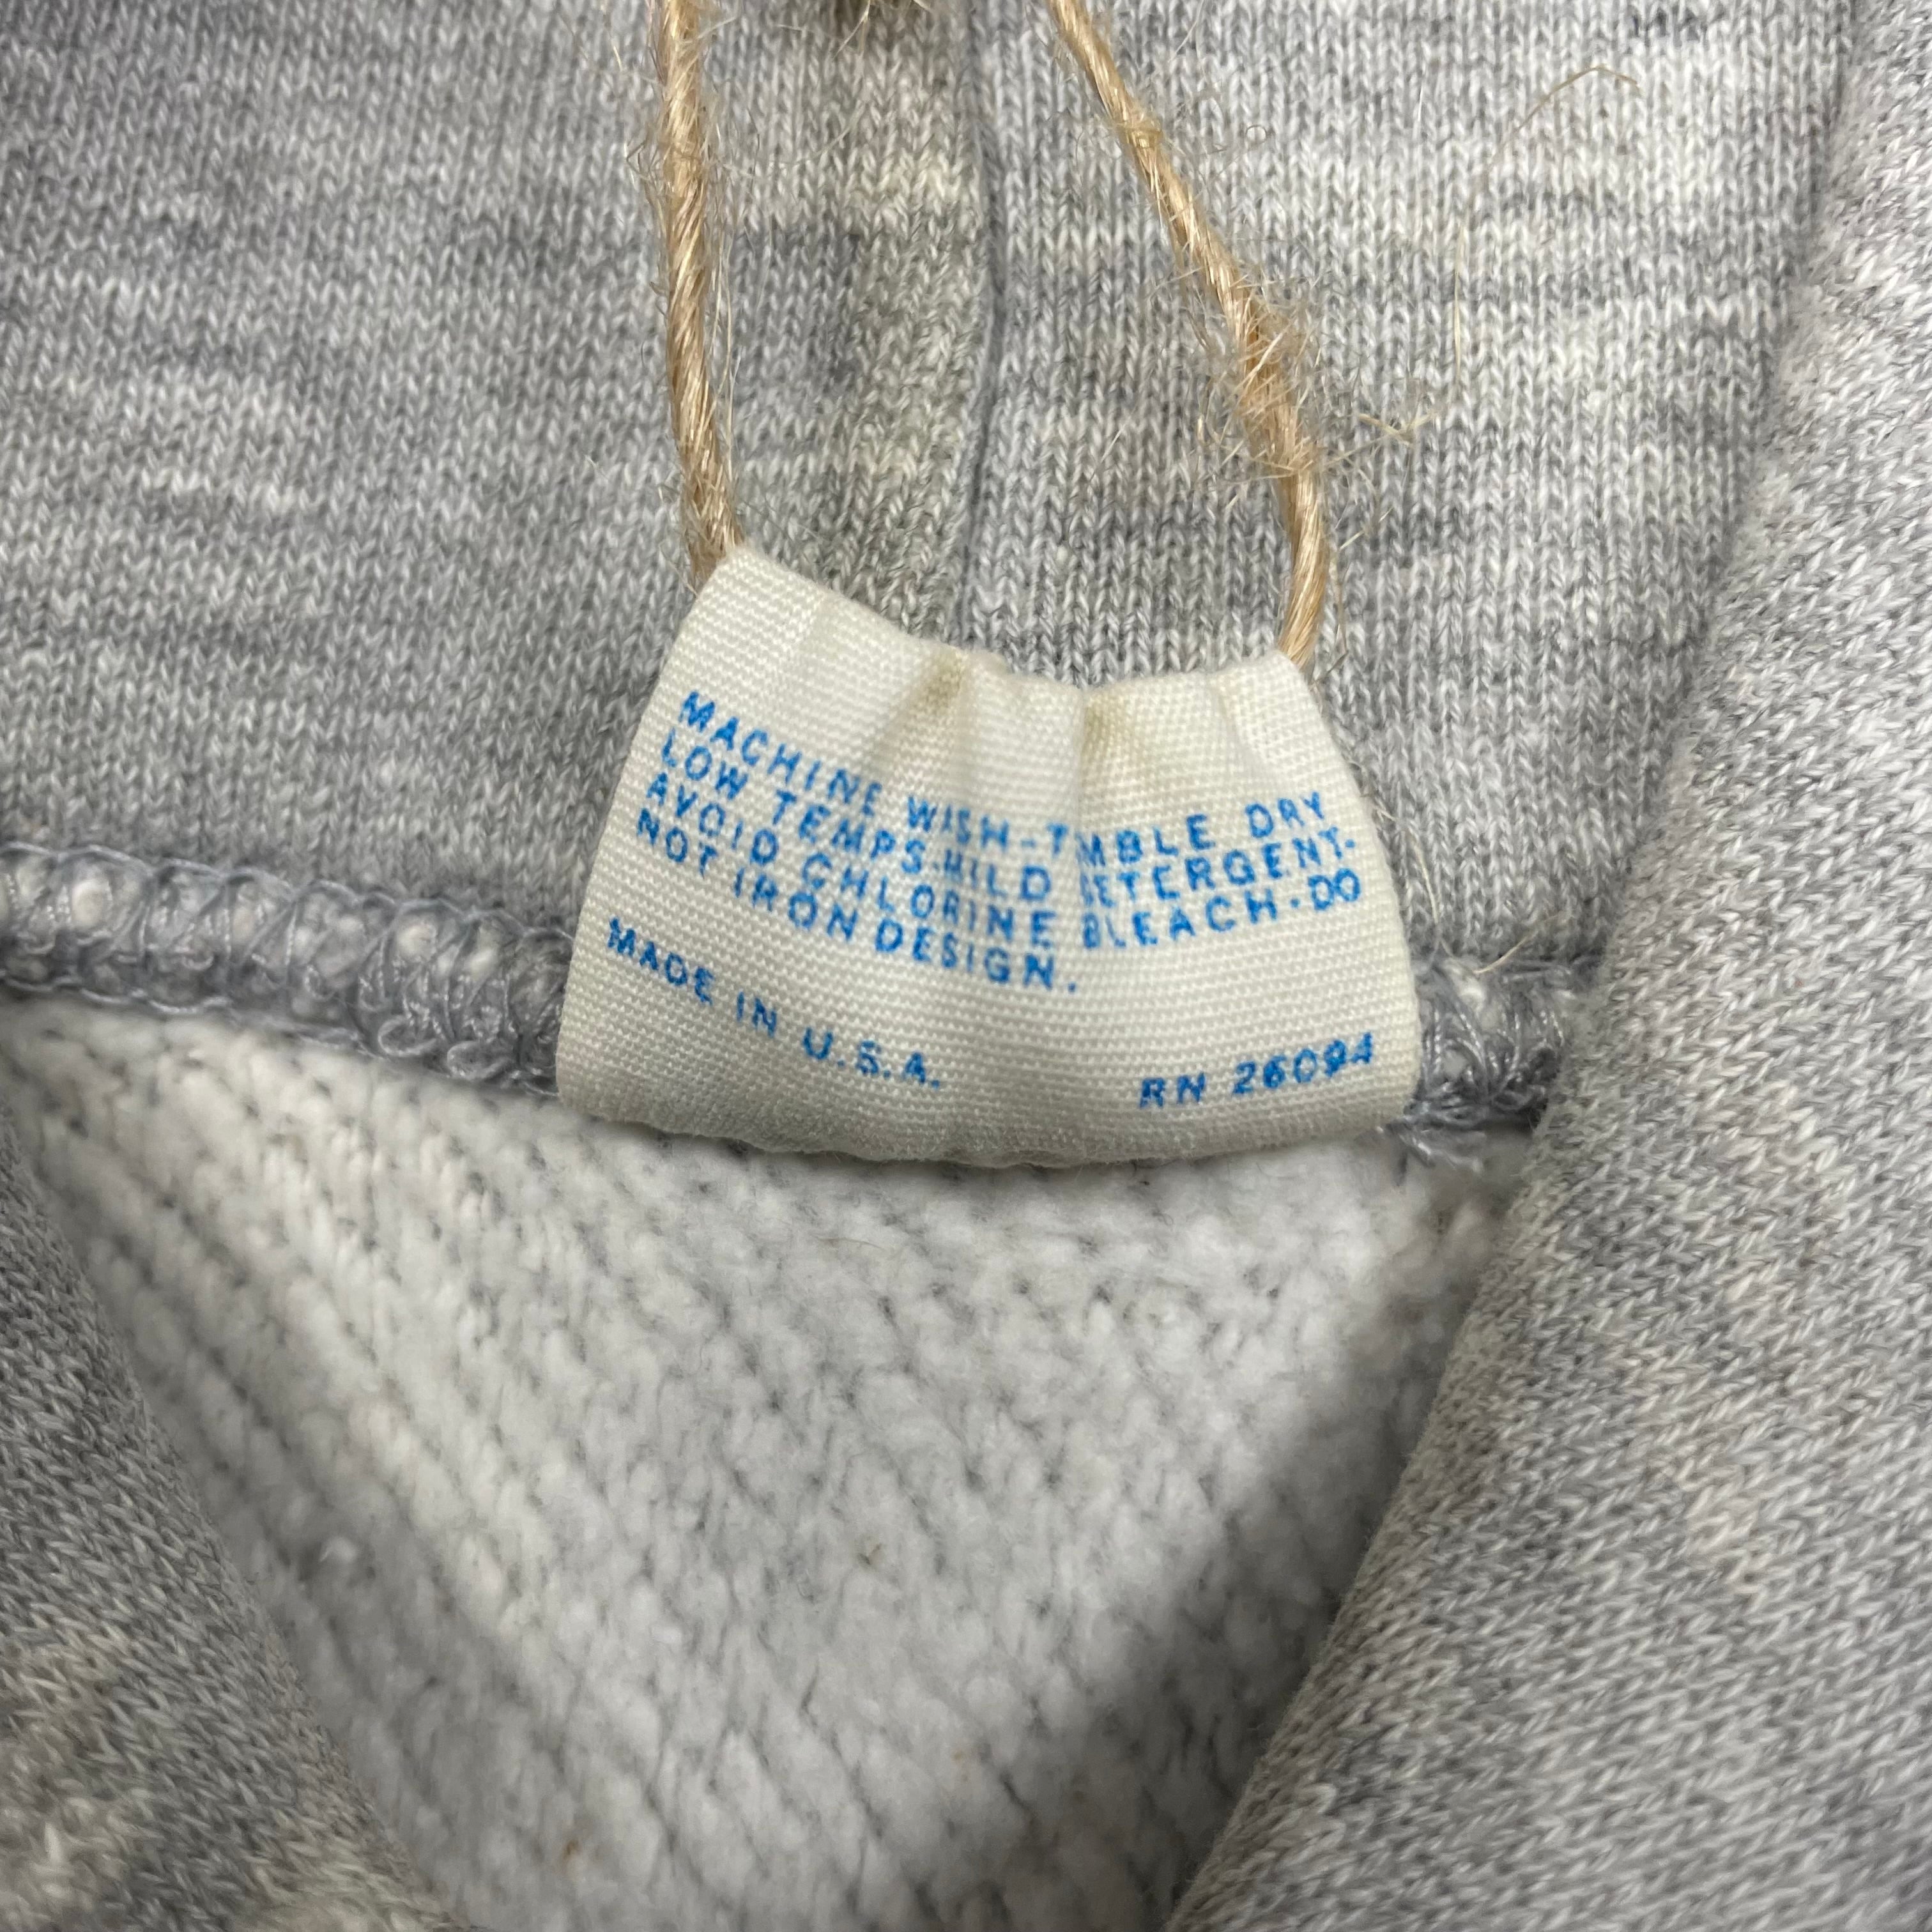 MACHINE WASH-TUMBLE DRY
LOW TEMPS-MILD DETERGENT-
AVOID CHLORINE BLEACH-DO
NOT IRON DESIGN.
MADE IN U.S.A.
RN 26094